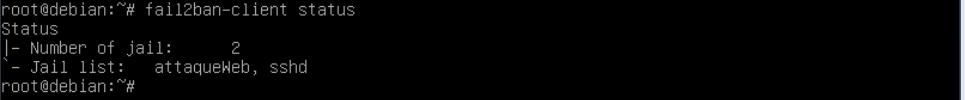 root@debian:~# fail2ban-client status
Status
|- Number of jail:      2
`- Jail list:   attaqueWeb, sshd
root@debian:~#